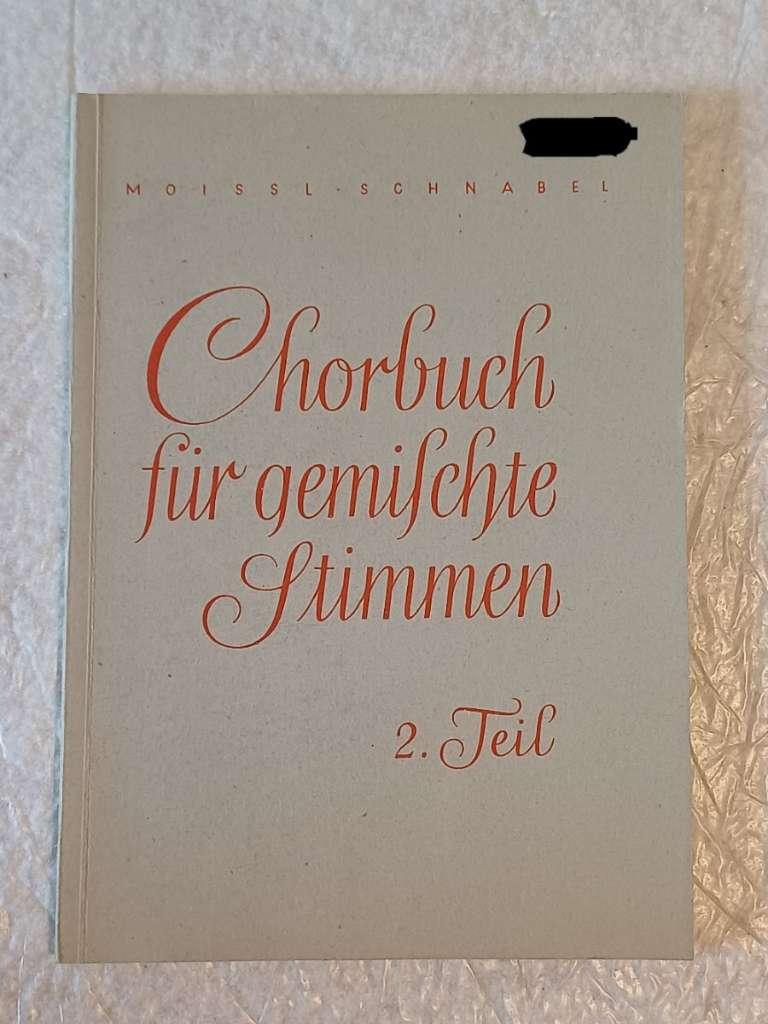 MOISSL · SCHNABEL
Chorbuch
für gemiſchte
Stimmen
2. Teil